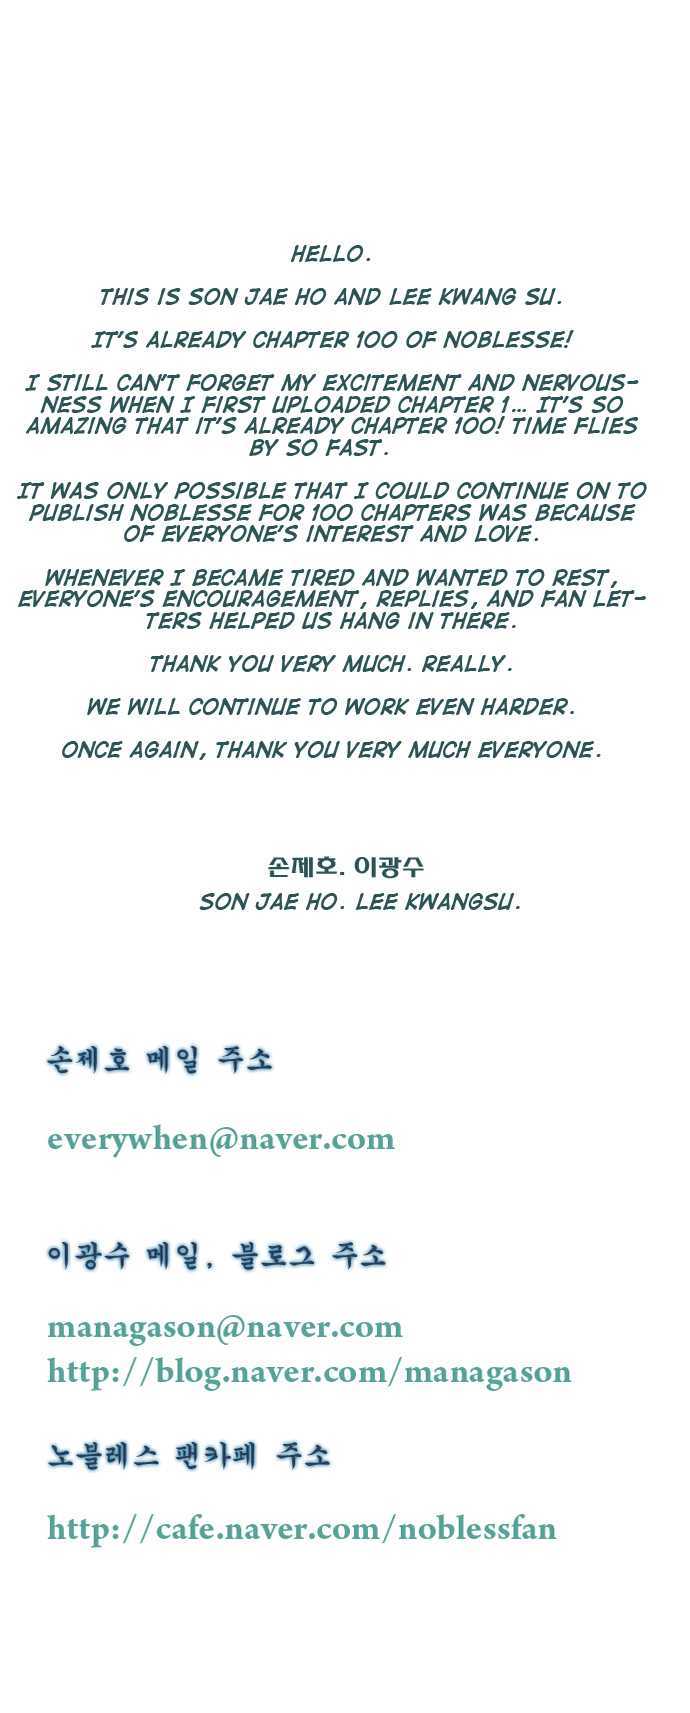 HELLO.
THIS IS SON JAE HO AND LEE KWANG SU.
IT'S ALREADY CHAPTER 100 OF NOBLESSE!
I STILL CAN'T FORGET MY EXCITEMENT AND NERVOUS-
NESS WHEN I FIRST UPLOADED CHAPTER 1... IT'S SO
AMAZING THAT IT'S ALREADY CHAPTER 100! TIME FLIES
BY SO FAST.
IT WAS ONLY POSSIBLE THAT I COULD CONTINUE ON TO
PUBLISH NOBLESSE FOR 100 CHAPTERS WAS BECAUSE
OF EVERYONE'S INTEREST AND LOVE.
WHENEVER I BECAME TIRED AND WANTED TO REST,
EVERYONE'S ENCOURAGEMENT, REPLIES, AND FAN LET-
TERS HELPED US HANG IN THERE.
THANK YOU VERY MUCH. REALLY.
WE WILL CONTINUE TO WORK EVEN HARDER.
ONCE AGAIN, THANK YOU VERY MUCH EVERYONE.
손제호. 이광수
SON JAE HO. LEE KWANGSU.
손제호 메일 주소
everywhen@naver.com
이광수 메일, 블로그 주소
managason@naver.com
http://blog.naver.com/managason
노블레스 팬카페 주소
http://cafe.naver.com/noblessfan